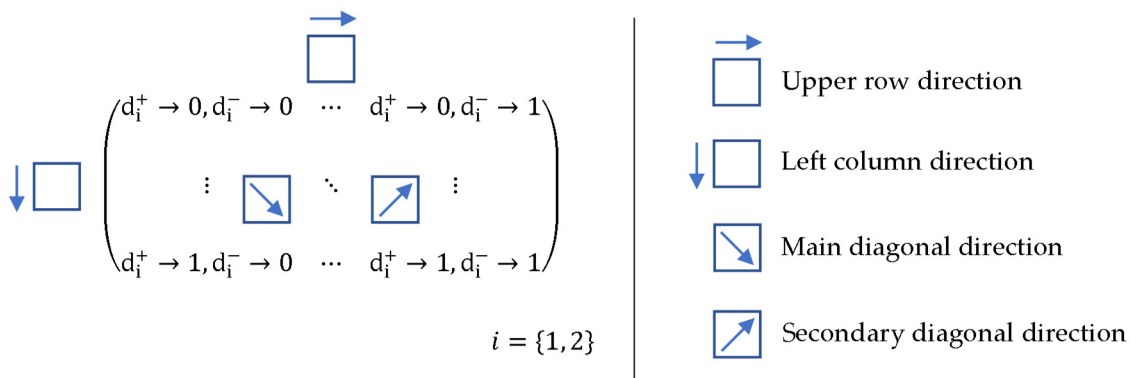 d_i^+ → 0, d_i^- → 0 ⋯ d_i^+ → 0, d_i^- → 1
⋮ ⋱ ⋮
d_i^+ → 1, d_i^- → 0 ⋯ d_i^+ → 1, d_i^- → 1
i = {1,2}
Upper row direction
Left column direction
Main diagonal direction
Secondary diagonal direction